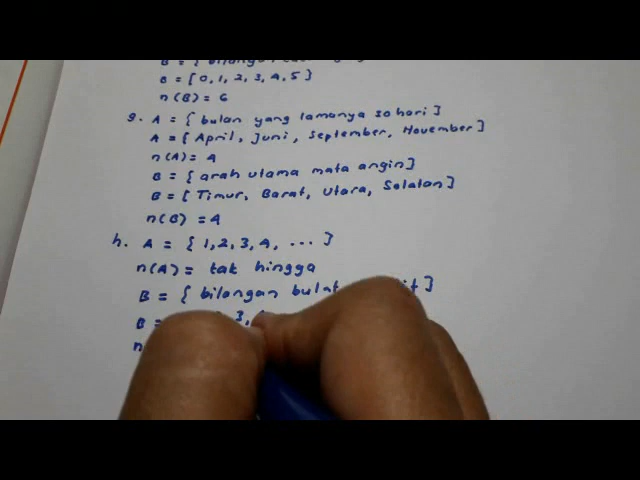 B = {
B = {0, 1, 2, 3, 4, 5}
n(B) = 6
g. A = { bulan yang lamanya 30 hari }
A = {April, Juni, September, November }
n(A) = 4
B = { arah utama mata angin}
B = { Timur, Barat, Utara, Selatan }
n(B) = 4
h. A = { 1, 2, 3, 4, ... }
n(A) = tak hingga
B = { bilangan bulat }
B = 3,
n